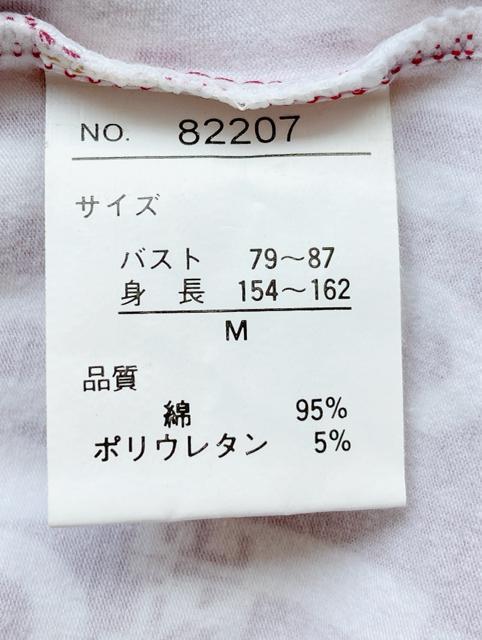 NO. 82207
サイズ
バスト 79〜87
身長 154〜162
M
品質
綿 95%
ポリウレタン 5%